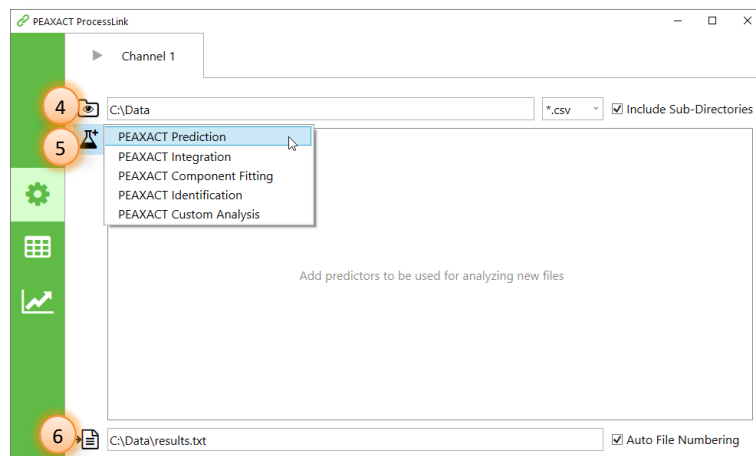 PEAXACT ProcessLink
Channel 1
4
C:\Data
*.csv
Include Sub-Directories
5
PEAXACT Prediction
PEAXACT Integration
PEAXACT Component Fitting
PEAXACT Identification
PEAXACT Custom Analysis
Add predictors to be used for analyzing new files
6
C:\Data\results.txt
Auto File Numbering